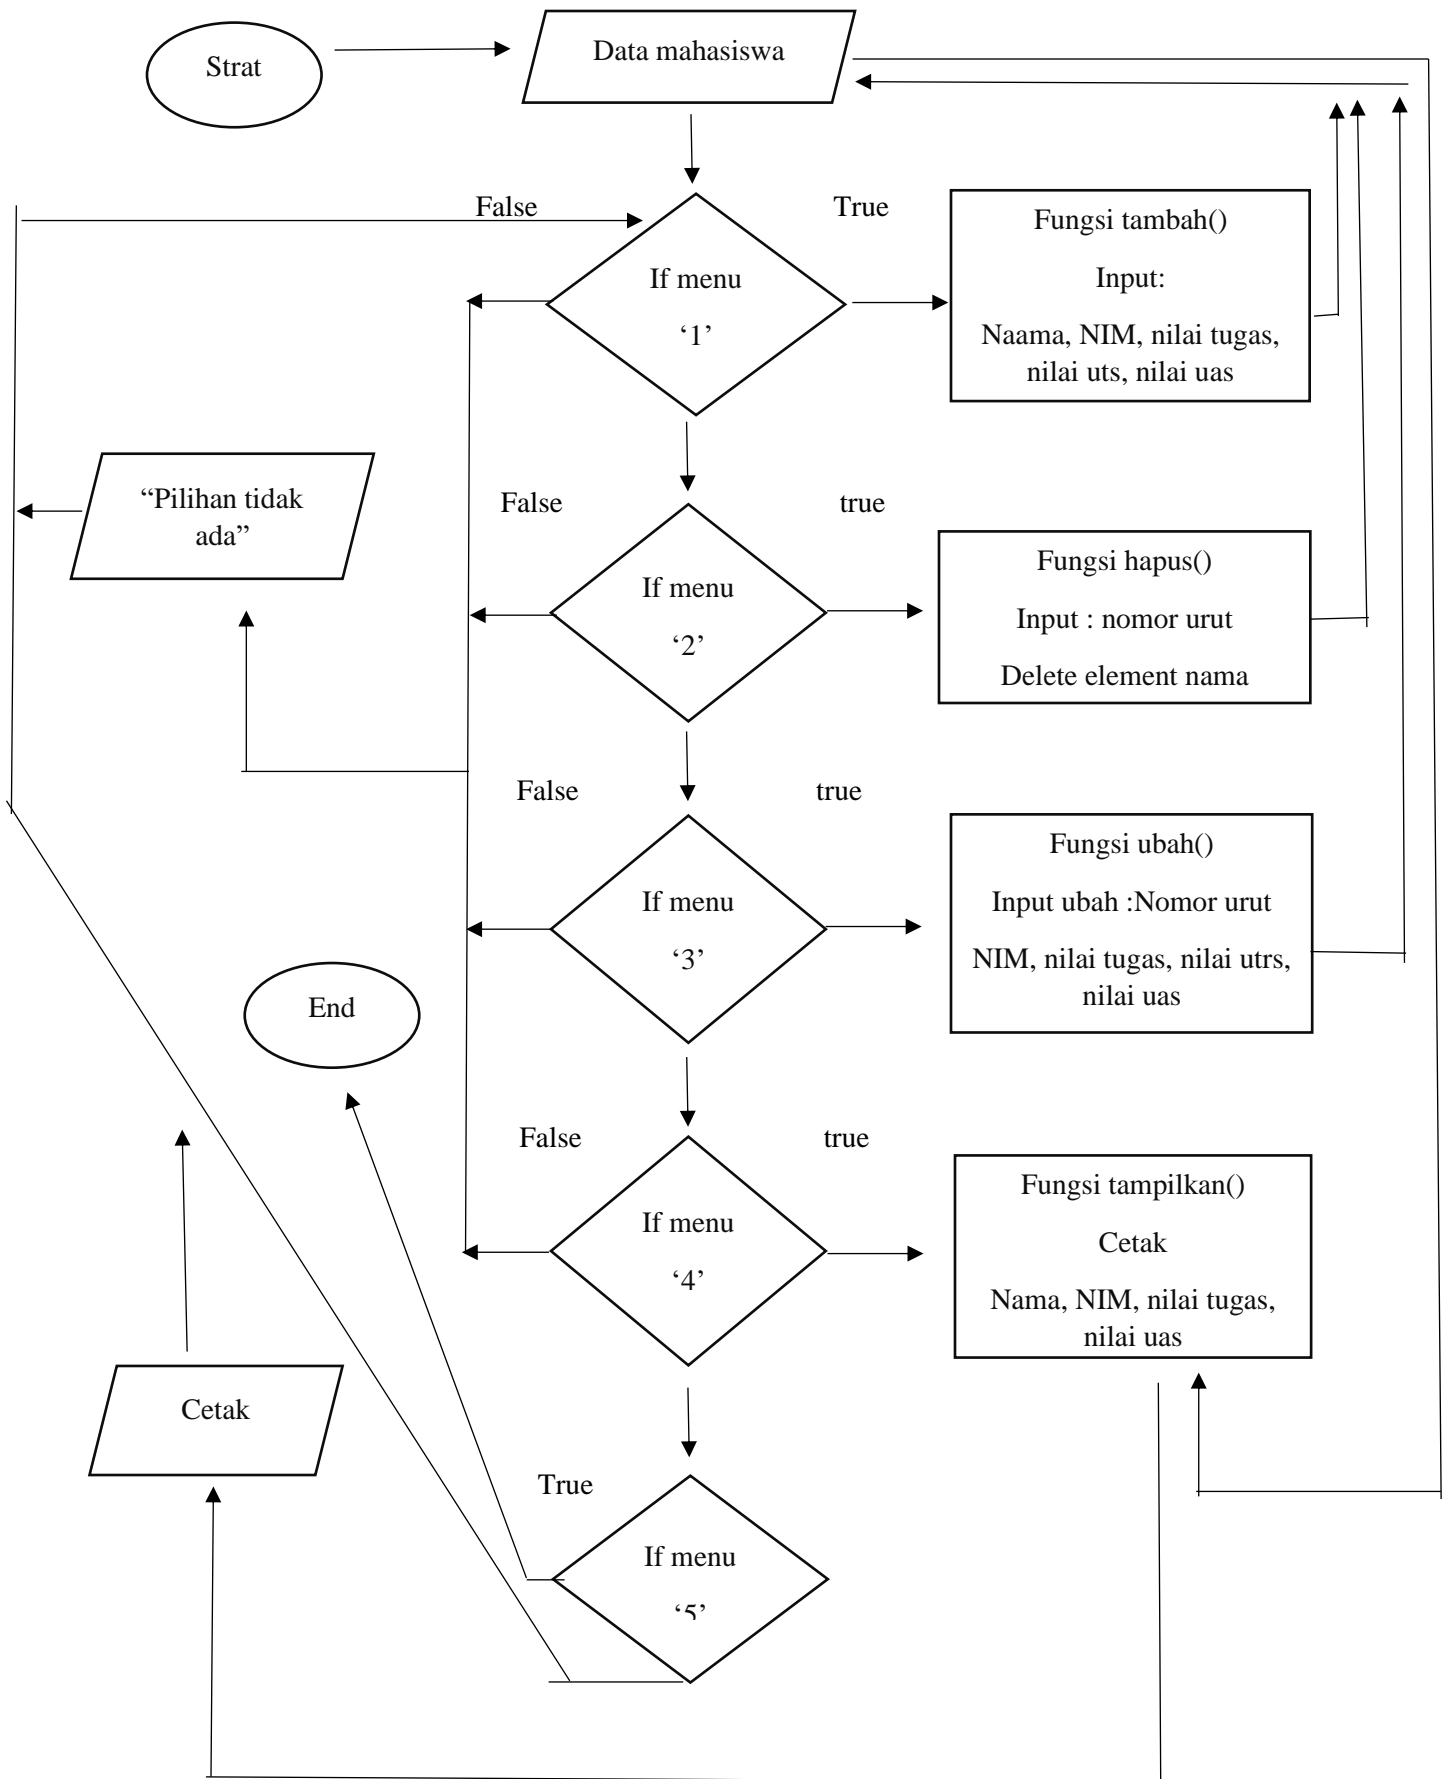 Strat
Data mahasiswa
False
True
If menu
‘1’
Fungsi tambah()
Input:
Naama, NIM, nilai tugas,
nilai uts, nilai uas
“Pilihan tidak
ada”
False
true
If menu
‘2’
Fungsi hapus()
Input : nomor urut
Delete element nama
False
true
If menu
‘3’
Fungsi ubah()
Input ubah :Nomor urut
NIM, nilai tugas, nilai utrs,
nilai uas
End
False
true
If menu
‘4’
Fungsi tampilkan()
Cetak
Nama, NIM, nilai tugas,
nilai uas
Cetak
True
If menu
‘5’